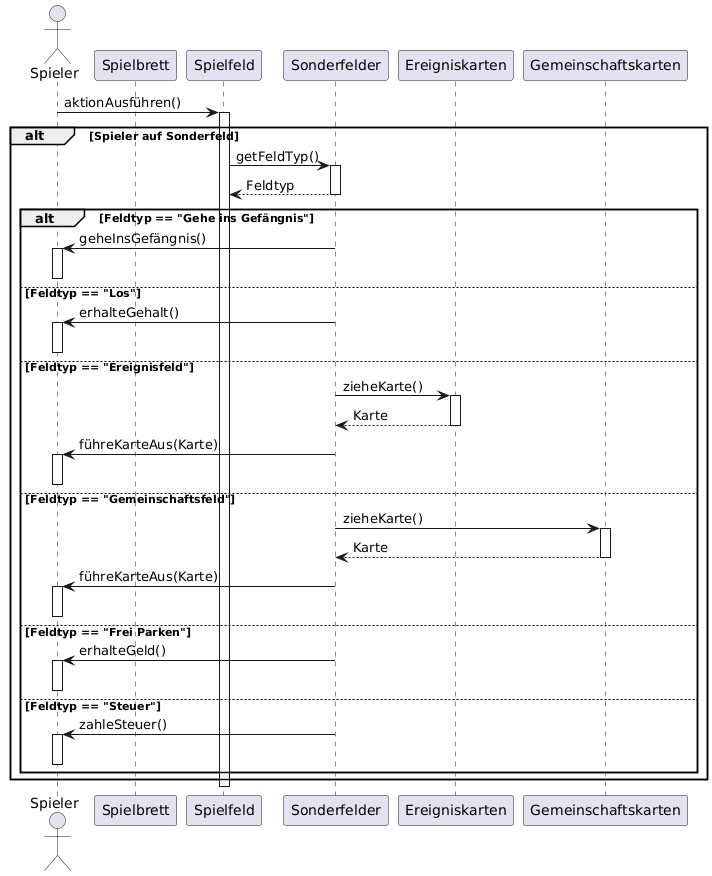 Spieler
Spielbrett
Spielfeld
Sonderfelder
Ereigniskarten
Gemeinschaftskarten
aktionAusführen()
alt
[Spieler auf Sonderfeld]
getFeldTyp()
Feldtyp
alt
[Feldtyp == "Gehe ins Gefängnis"]
geheInsGefängnis()
[Feldtyp == "Los"]
erhalteGehalt()
[Feldtyp == "Ereignisfeld"]
zieheKarte()
Karte
führeKarteAus(Karte)
[Feldtyp == "Gemeinschaftsfeld"]
zieheKarte()
Karte
führeKarteAus(Karte)
[Feldtyp == "Frei Parken"]
erhalteGeld()
[Feldtyp == "Steuer"]
zahleSteuer()
Spieler
Spielbrett
Spielfeld
Sonderfelder
Ereigniskarten
Gemeinschaftskarten